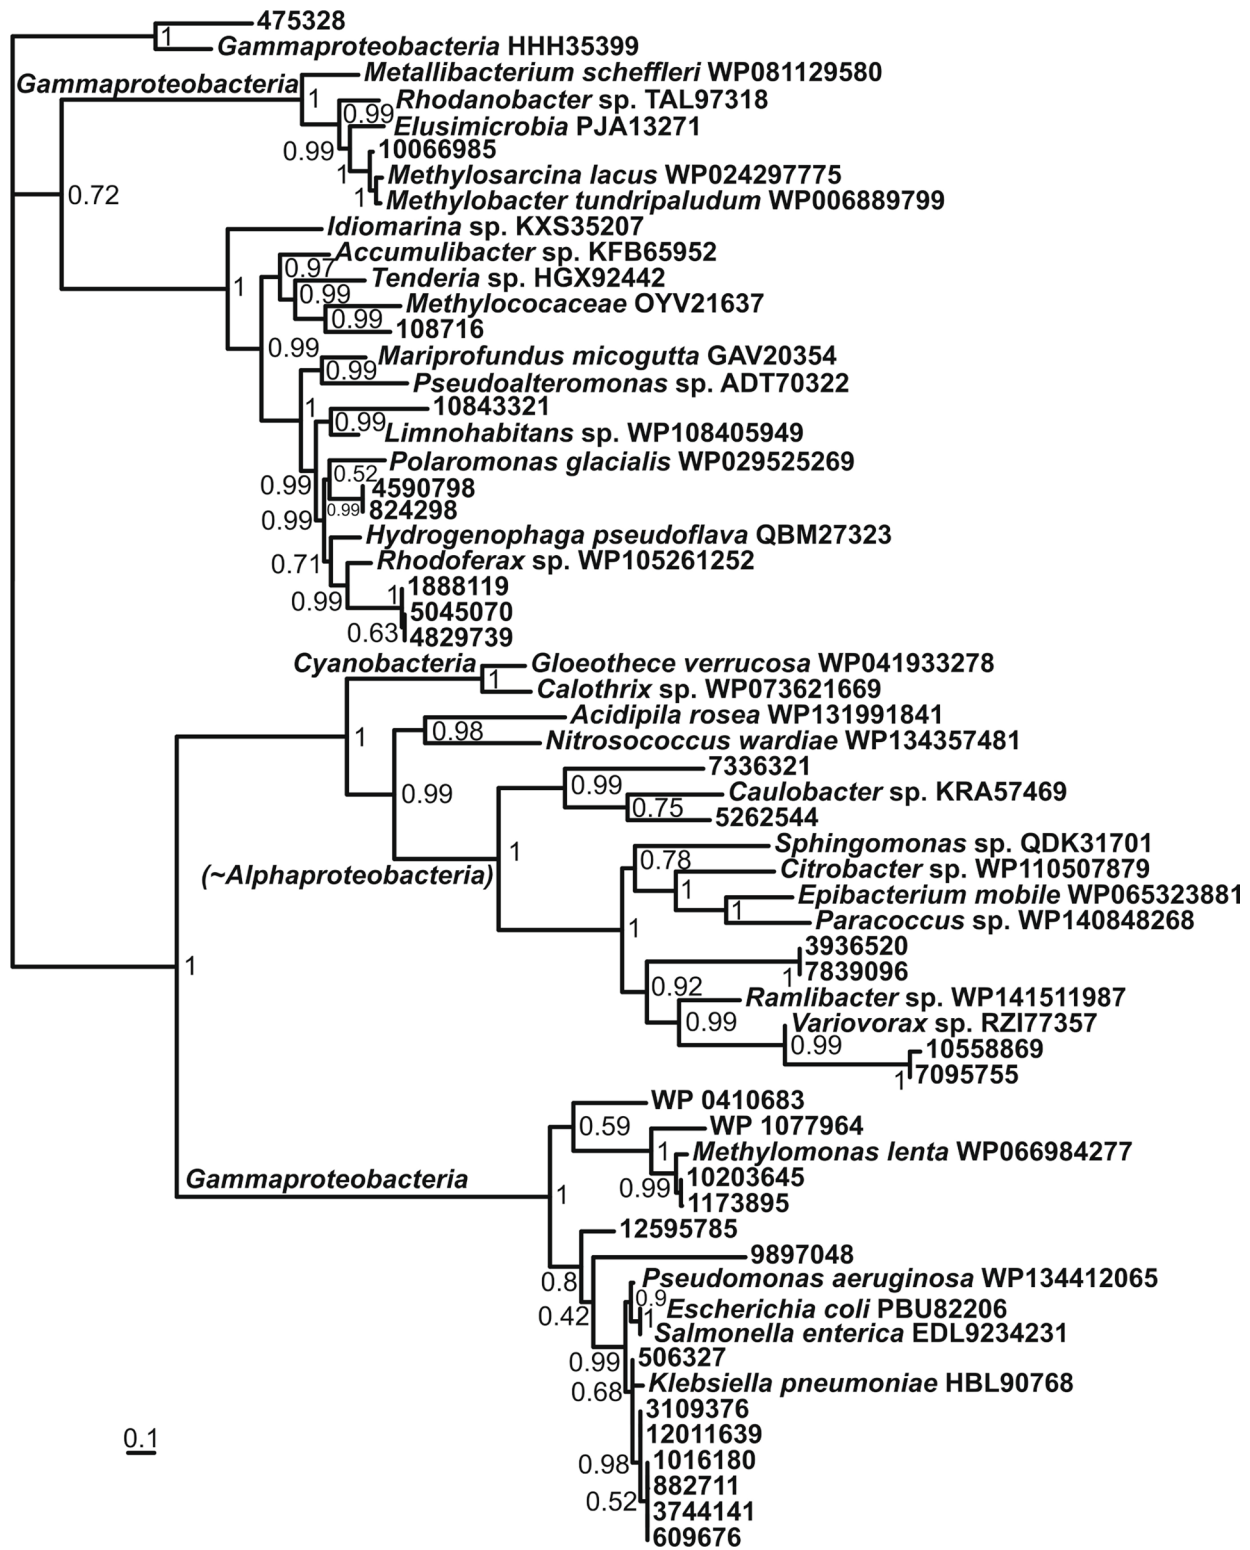 475328
1
Gammaproteobacteria HHH35399
Metallibacterium scheffleri WP081129580
Gammaproteobacteria
1
Rhodanobacter sp. TAL97318
0.99
Elusimicrobia PJA13271
0.99
10066985
1
Methylosarcina lacus WP024297775
1
Methylobacter tundripaludum WP006889799
0.72
Idiomarina sp. KXS35207
Accumulibacter sp. KFB65952
0.97
Tenderia sp. HGX92442
1
0.99
Methylococaceae OYV21637
0.99
108716
0.99
Mariprofundus micogutta GAV20354
0.99
Pseudoalteromonas sp. ADT70322
1
10843321
0.99
Limnohabitans sp. WP108405949
Polaromonas glacialis WP029525269
0.52
0.99
4590798
0.99
824298
0.99
Hydrogenophaga pseudoflava QBM27323
0.71
Rhodoferax sp. WP105261252
1
1888119
0.99
5045070
0.63
4829739
Cyanobacteria
Gloeothece verrucosa WP041933278
1
Calothrix sp. WP073621669
Acidipila rosea WP131991841
1
0.98
Nitrosococcus wardiae WP134357481
7336321
0.99
0.99
Caulobacter sp. KRA57469
0.75
5262544
1
Sphingomonas sp. QDK31701
0.78
(~Alphaproteobacteria)
Citrobacter sp. WP110507879
1
Epibacterium mobile WP065323881
1
Paracoccus sp. WP140848268
1
3936520
1
7839096
1
0.92
Ramlibacter sp. WP141511987
0.99
Variovorax sp. RZI77357
0.99
10558869
1
7095755
WP 0410683
0.59
WP 1077964
1
Methylomonas lenta WP066984277
Gammaproteobacteria
10203645
0.99
1
1173895
12595785
9897048
0.8
Pseudomonas aeruginosa WP134412065
0.9
0.42
Escherichia coli PBU82206
1
Salmonella enterica EDL9234231
0.99
506327
0.68
Klebsiella pneumoniae HBL90768
3109376
0.1
12011639
0.98
1016180
882711
0.52
3744141
609676